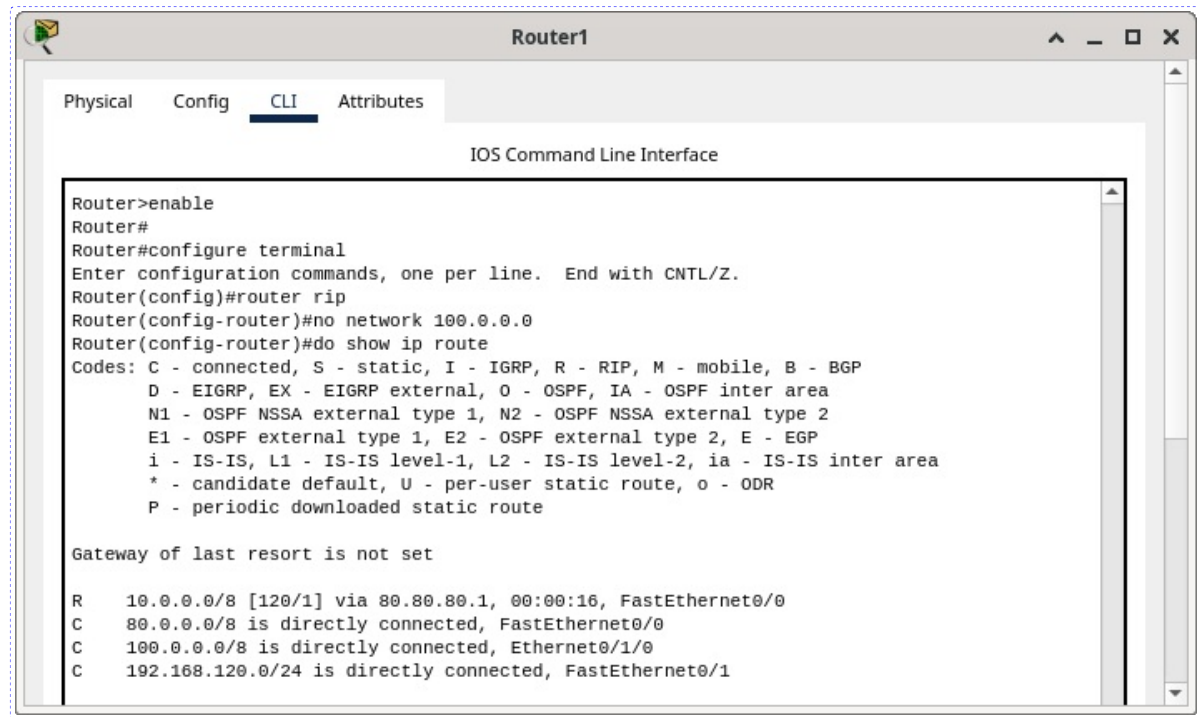 Router1
Physical Config CLI Attributes
IOS Command Line Interface
Router>enable
Router#
Router#configure terminal
Enter configuration commands, one per line.  End with CNTL/Z.
Router(config)#router rip
Router(config-router)#no network 100.0.0.0
Router(config-router)#do show ip route
Codes: C - connected, S - static, I - IGRP, R - RIP, M - mobile, B - BGP
       D - EIGRP, EX - EIGRP external, O - OSPF, IA - OSPF inter area
       N1 - OSPF NSSA external type 1, N2 - OSPF NSSA external type 2
       E1 - OSPF external type 1, E2 - OSPF external type 2, E - EGP
       i - IS-IS, L1 - IS-IS level-1, L2 - IS-IS level-2, ia - IS-IS inter area
       * - candidate default, U - per-user static route, o - ODR
       P - periodic downloaded static route
Gateway of last resort is not set
R    10.0.0.0/8 [120/1] via 80.80.80.1, 00:00:16, FastEthernet0/0
C    80.0.0.0/8 is directly connected, FastEthernet0/0
C    100.0.0.0/8 is directly connected, Ethernet0/1/0
C    192.168.120.0/24 is directly connected, FastEthernet0/1